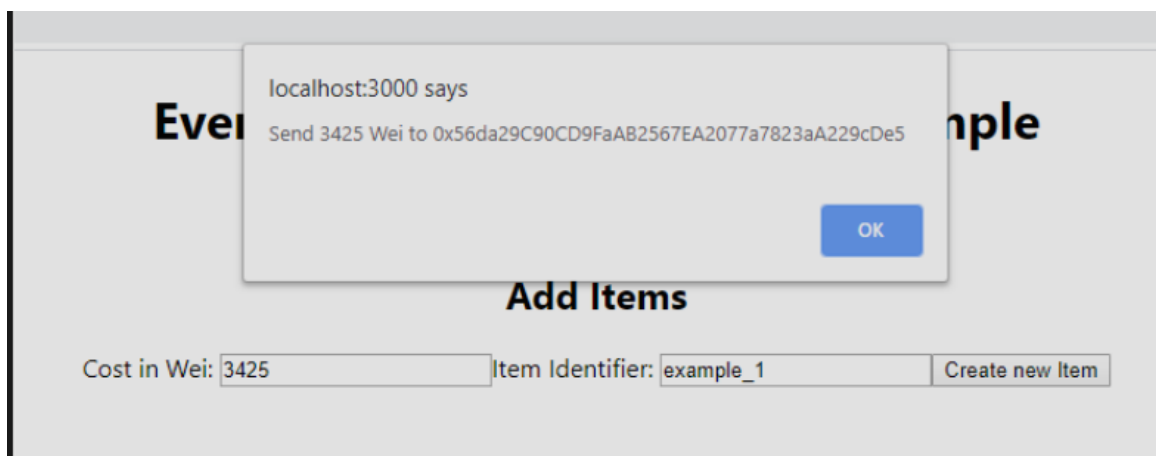 localhost:3000 says
Send 3425 Wei to 0x56da29C90CD9FaAB2567EA2077a7823aA229cDe5
OK
Add Items
Cost in Wei: 3425 Item Identifier: example_1 Create new Item